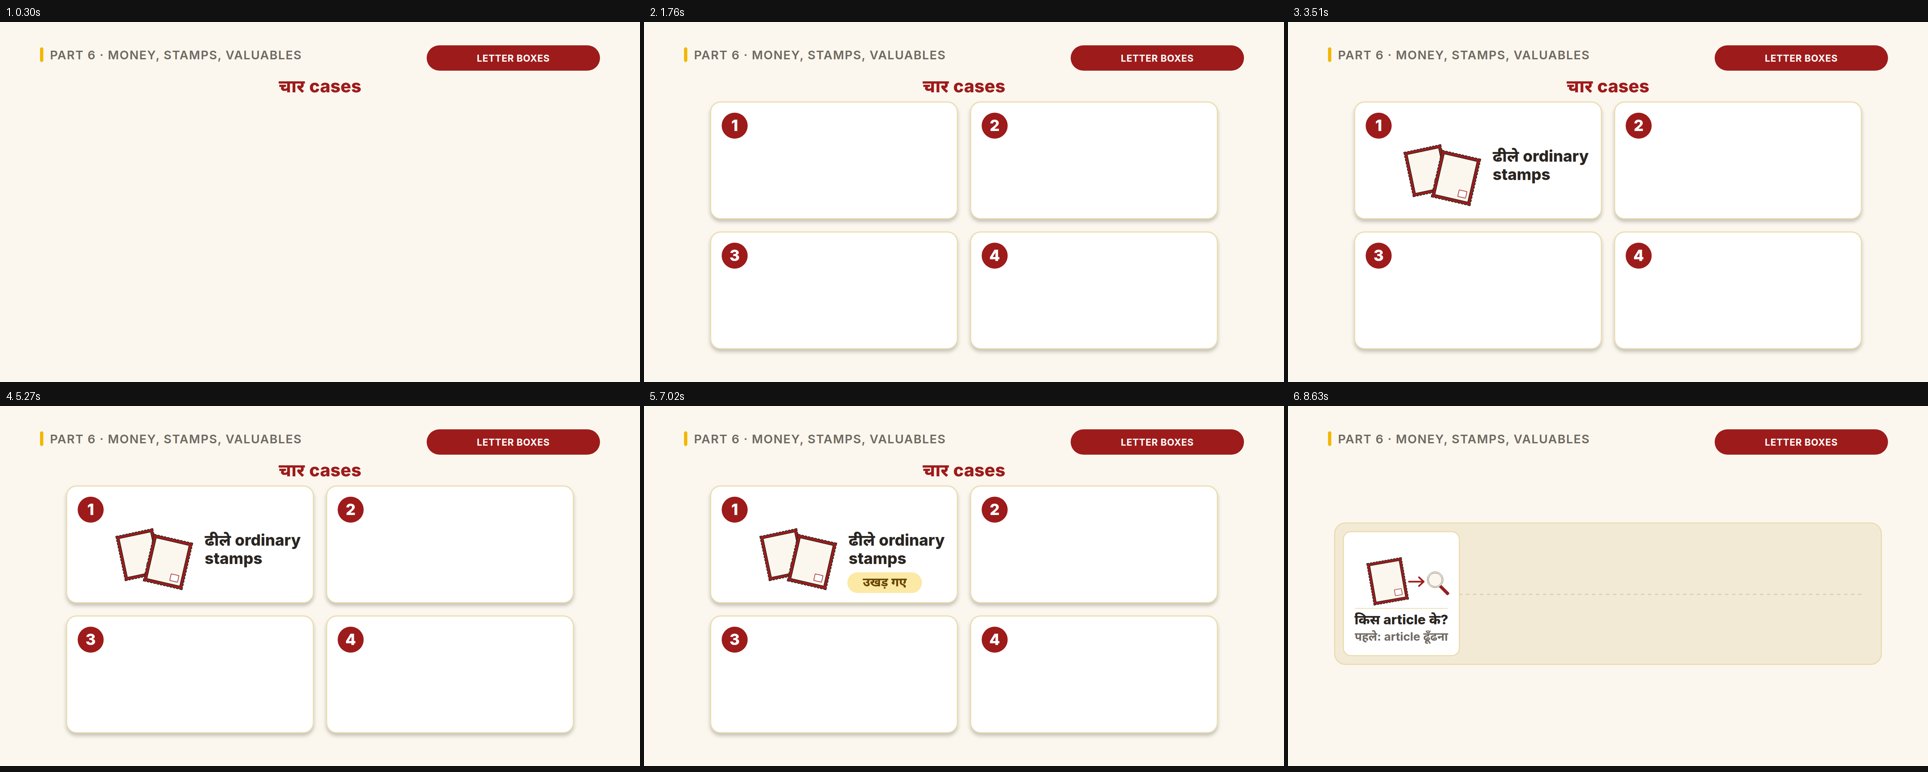 1. 0.30s
PART 6 · MONEY, STAMPS, VALUABLES
LETTER BOXES
चार cases
2. 1.76s
PART 6 · MONEY, STAMPS, VALUABLES
LETTER BOXES
चार cases
1
2
3
4
3. 3.51s
PART 6 · MONEY, STAMPS, VALUABLES
LETTER BOXES
चार cases
1
ढीले ordinary
stamps
2
3
4
4. 5.27s
PART 6 · MONEY, STAMPS, VALUABLES
LETTER BOXES
चार cases
1
ढीले ordinary
stamps
2
3
4
5. 7.02s
PART 6 · MONEY, STAMPS, VALUABLES
LETTER BOXES
चार cases
1
ढीले ordinary
stamps
उखड़ गए
2
3
4
6. 8.63s
PART 6 · MONEY, STAMPS, VALUABLES
LETTER BOXES
किस article के?
पहले: article ढूँढना